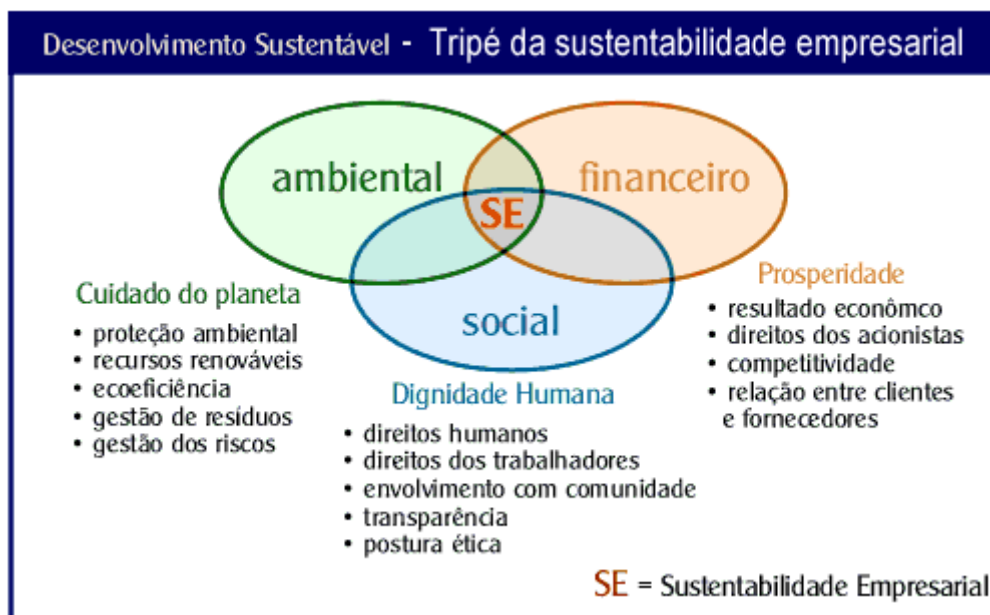 Desenvolvimento Sustentável - Tripé da sustentabilidade empresarial
ambiental
financeiro
SE
social
Cuidado do planeta
• proteção ambiental
• recursos renováveis
• ecoeficiência
• gestão de resíduos
• gestão dos riscos
Dignidade Humana
• direitos humanos
• direitos dos trabalhadores
• envolvimento com comunidade
• transparência
• postura ética
Prosperidade
• resultado econômco
• direitos dos acionistas
• competitividade
• relação entre clientes
e fornecedores
SE = Sustentabilidade Empresarial